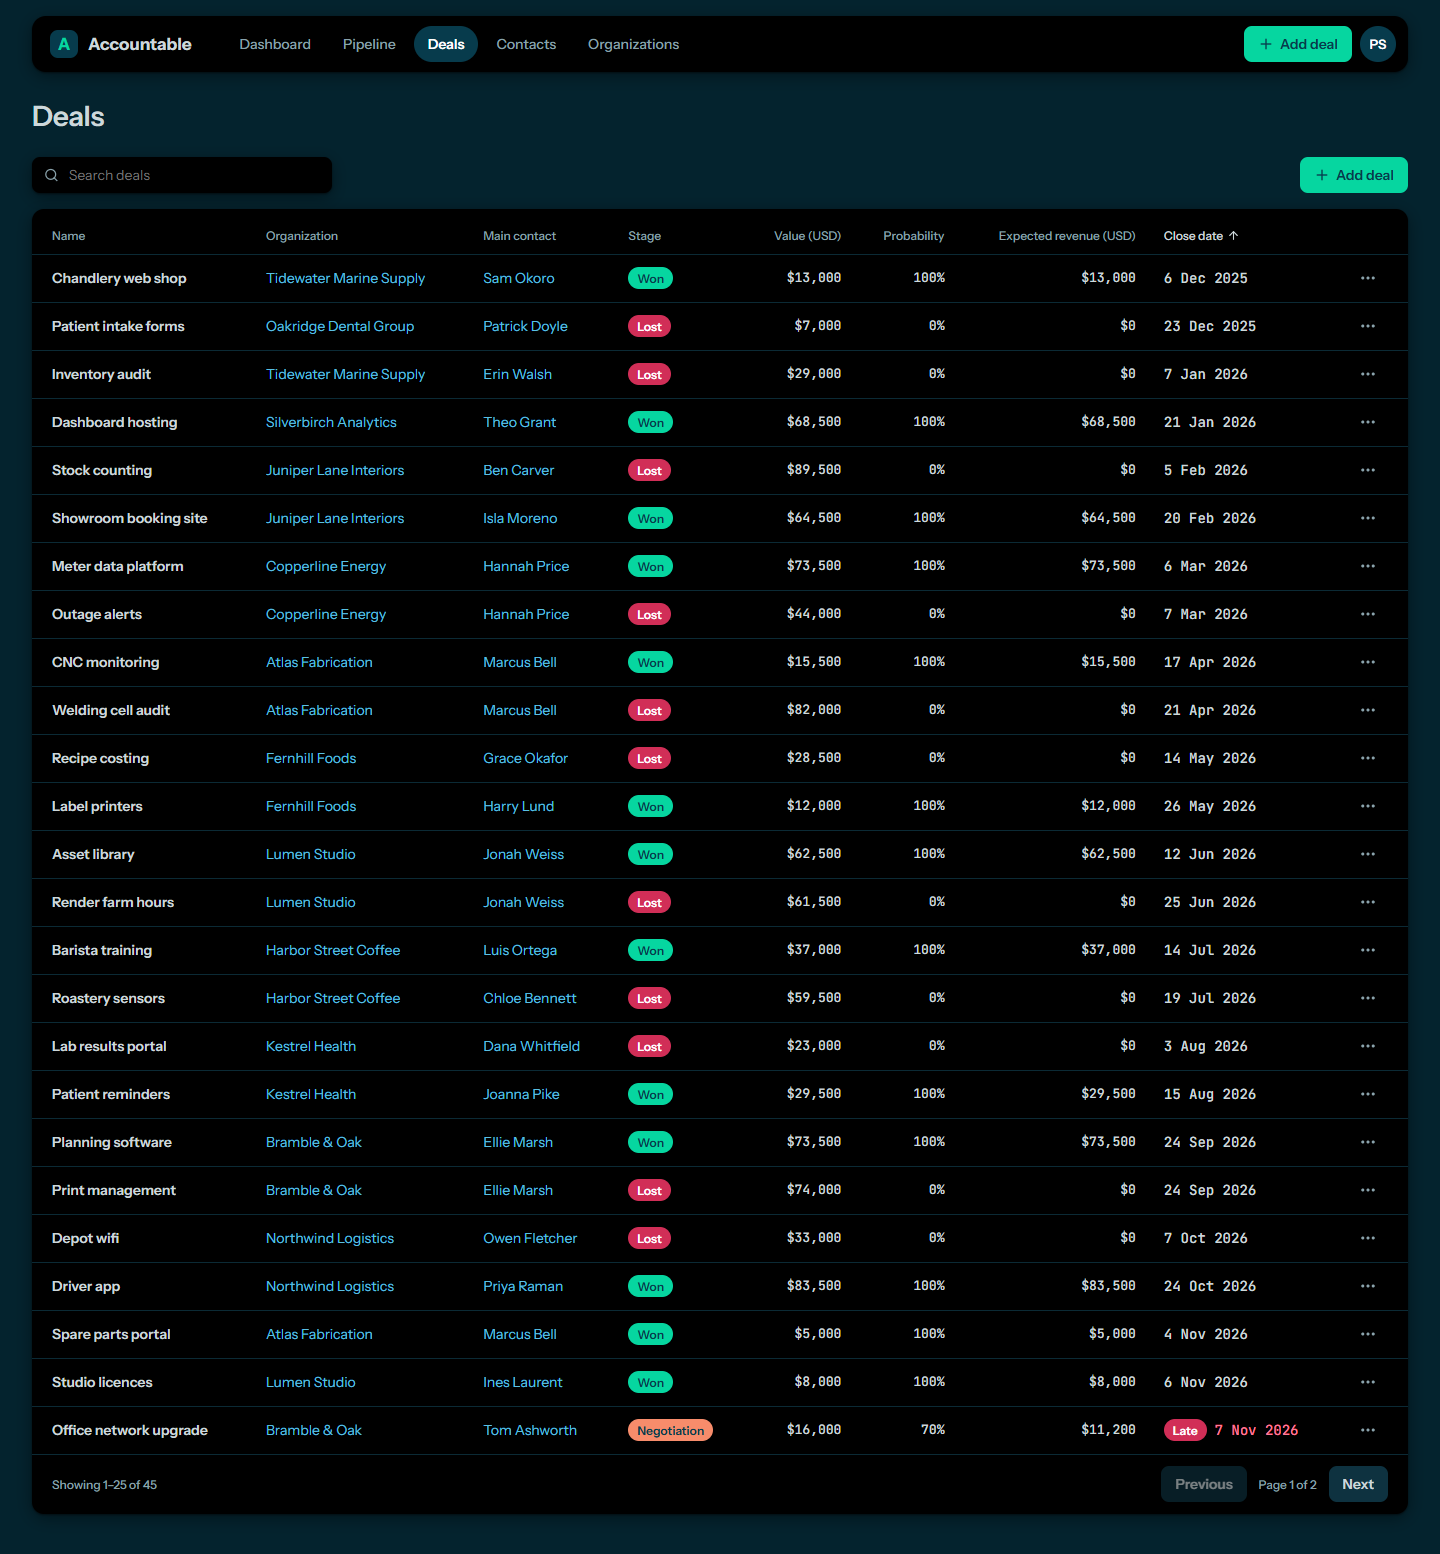 A Accountable Dashboard Pipeline Deals Contacts Organizations + Add deal PS
Deals
Search deals + Add deal
Name Organization Main contact Stage Value (USD) Probability Expected revenue (USD) Close date ↑
Chandlery web shop Tidewater Marine Supply Sam Okoro Won $13,000 100% $13,000 6 Dec 2025 ···
Patient intake forms Oakridge Dental Group Patrick Doyle Lost $7,000 0% $0 23 Dec 2025 ···
Inventory audit Tidewater Marine Supply Erin Walsh Lost $29,000 0% $0 7 Jan 2026 ···
Dashboard hosting Silverbirch Analytics Theo Grant Won $68,500 100% $68,500 21 Jan 2026 ···
Stock counting Juniper Lane Interiors Ben Carver Lost $89,500 0% $0 5 Feb 2026 ···
Showroom booking site Juniper Lane Interiors Isla Moreno Won $64,500 100% $64,500 20 Feb 2026 ···
Meter data platform Copperline Energy Hannah Price Won $73,500 100% $73,500 6 Mar 2026 ···
Outage alerts Copperline Energy Hannah Price Lost $44,000 0% $0 7 Mar 2026 ···
CNC monitoring Atlas Fabrication Marcus Bell Won $15,500 100% $15,500 17 Apr 2026 ···
Welding cell audit Atlas Fabrication Marcus Bell Lost $82,000 0% $0 21 Apr 2026 ···
Recipe costing Fernhill Foods Grace Okafor Lost $28,500 0% $0 14 May 2026 ···
Label printers Fernhill Foods Harry Lund Won $12,000 100% $12,000 26 May 2026 ···
Asset library Lumen Studio Jonah Weiss Won $62,500 100% $62,500 12 Jun 2026 ···
Render farm hours Lumen Studio Jonah Weiss Lost $61,500 0% $0 25 Jun 2026 ···
Barista training Harbor Street Coffee Luis Ortega Won $37,000 100% $37,000 14 Jul 2026 ···
Roastery sensors Harbor Street Coffee Chloe Bennett Lost $59,500 0% $0 19 Jul 2026 ···
Lab results portal Kestrel Health Dana Whitfield Lost $23,000 0% $0 3 Aug 2026 ···
Patient reminders Kestrel Health Joanna Pike Won $29,500 100% $29,500 15 Aug 2026 ···
Planning software Bramble & Oak Ellie Marsh Won $73,500 100% $73,500 24 Sep 2026 ···
Print management Bramble & Oak Ellie Marsh Lost $74,000 0% $0 24 Sep 2026 ···
Depot wifi Northwind Logistics Owen Fletcher Lost $33,000 0% $0 7 Oct 2026 ···
Driver app Northwind Logistics Priya Raman Won $83,500 100% $83,500 24 Oct 2026 ···
Spare parts portal Atlas Fabrication Marcus Bell Won $5,000 100% $5,000 4 Nov 2026 ···
Studio licences Lumen Studio Ines Laurent Won $8,000 100% $8,000 6 Nov 2026 ···
Office network upgrade Bramble & Oak Tom Ashworth Negotiation $16,000 70% $11,200 Late 7 Nov 2026 ···
Showing 1–25 of 45 Previous Page 1 of 2 Next